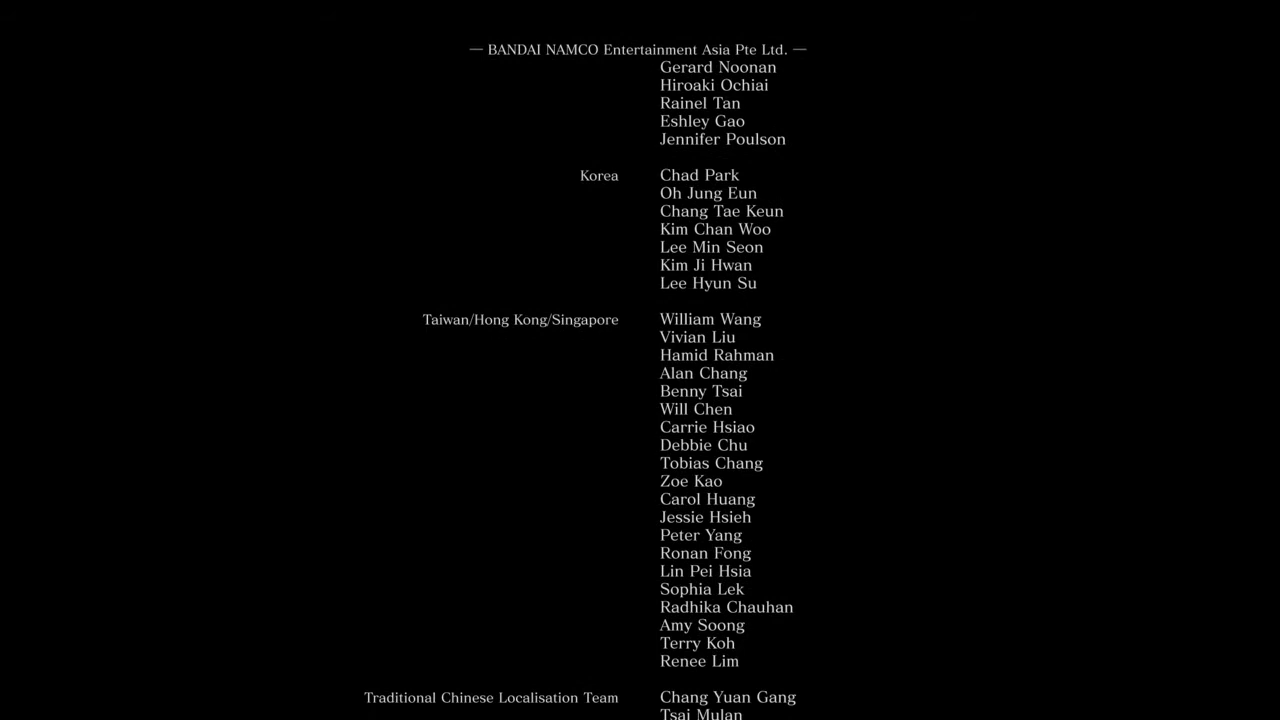 — BANDAI NAMCO Entertainment Asia Pte Ltd. —
Gerard Noonan
Hiroaki Ochiai
Rainel Tan
Eshley Gao
Jennifer Poulson
Korea Chad Park
Oh Jung Eun
Chang Tae Keun
Kim Chan Woo
Lee Min Seon
Kim Ji Hwan
Lee Hyun Su
Taiwan/Hong Kong/Singapore William Wang
Vivian Liu
Hamid Rahman
Alan Chang
Benny Tsai
Will Chen
Carrie Hsiao
Debbie Chu
Tobias Chang
Zoe Kao
Carol Huang
Jessie Hsieh
Peter Yang
Ronan Fong
Lin Pei Hsia
Sophia Lek
Radhika Chauhan
Amy Soong
Terry Koh
Renee Lim
Traditional Chinese Localisation Team Chang Yuan Gang
Tsai Mulan